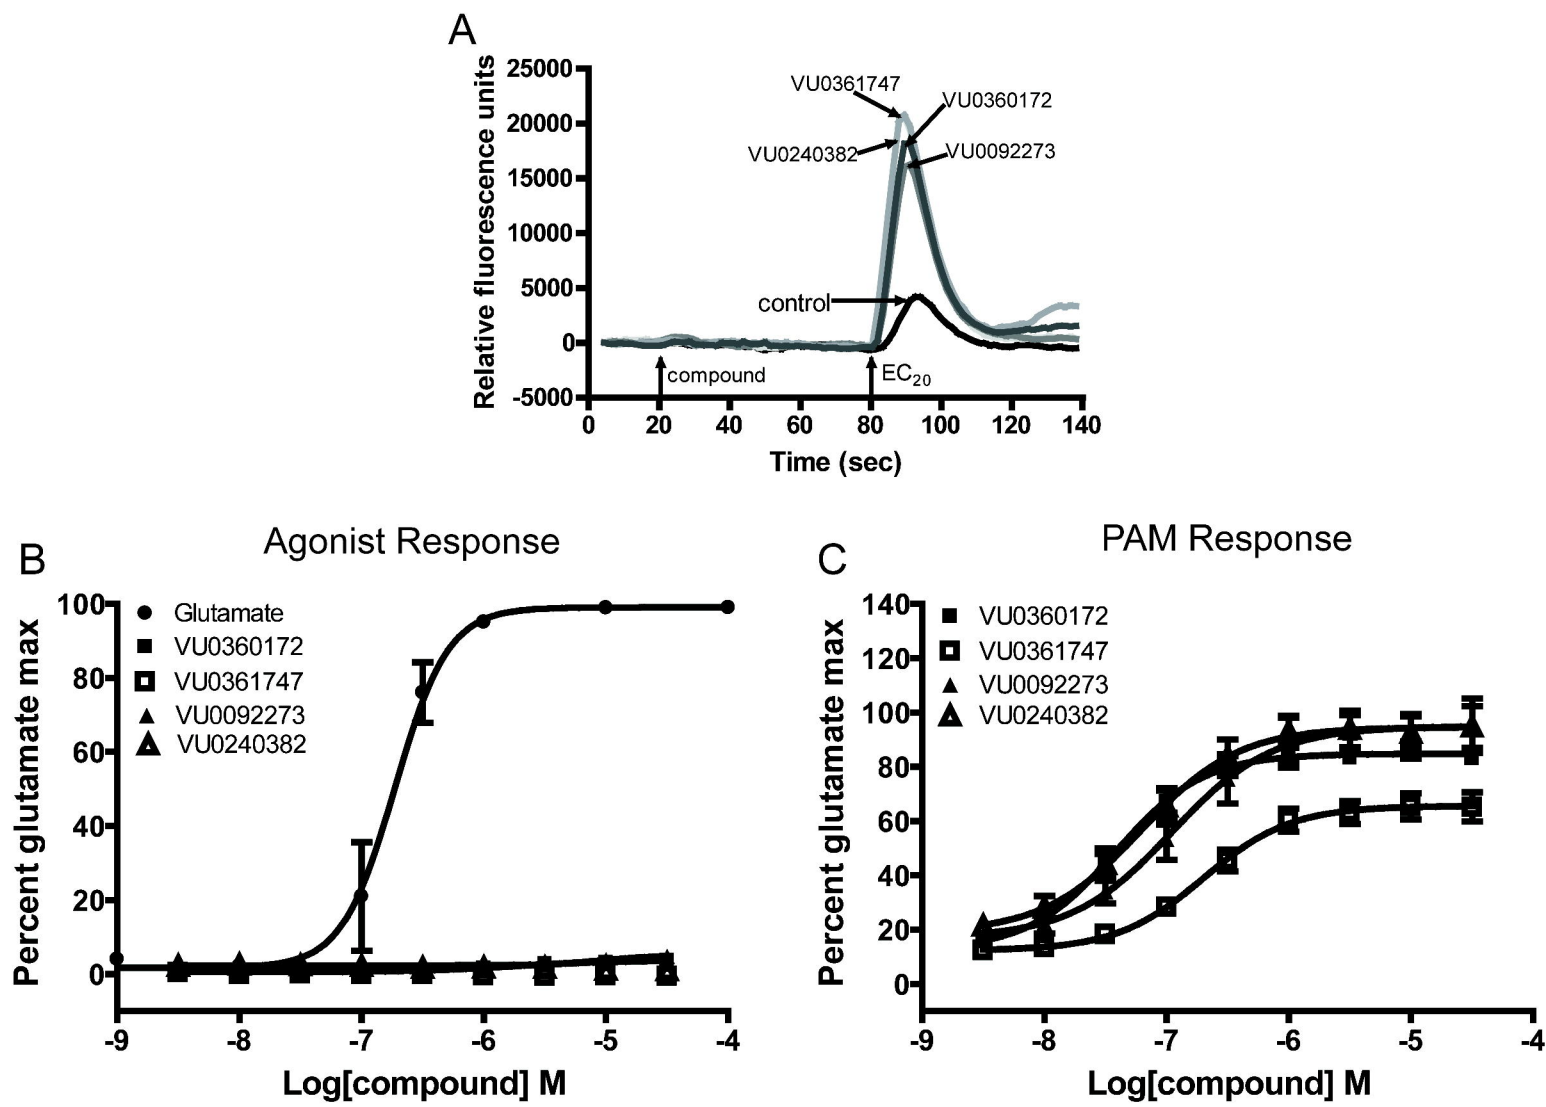 A
Relative fluorescence units
25000
20000
15000
10000
5000
0
-5000
VU0361747
VU0360172
VU0240382
VU0092273
control
compound
EC20
0 20 40 60 80 100 120 140
Time (sec)
B
Agonist Response
Percent glutamate max
100
80
60
40
20
0
Glutamate
VU0360172
VU0361747
VU0092273
VU0240382
-9 -8 -7 -6 -5 -4
Log[compound] M
C
PAM Response
Percent glutamate max
140
120
100
80
60
40
20
0
VU0360172
VU0361747
VU0092273
VU0240382
-9 -8 -7 -6 -5 -4
Log[compound] M